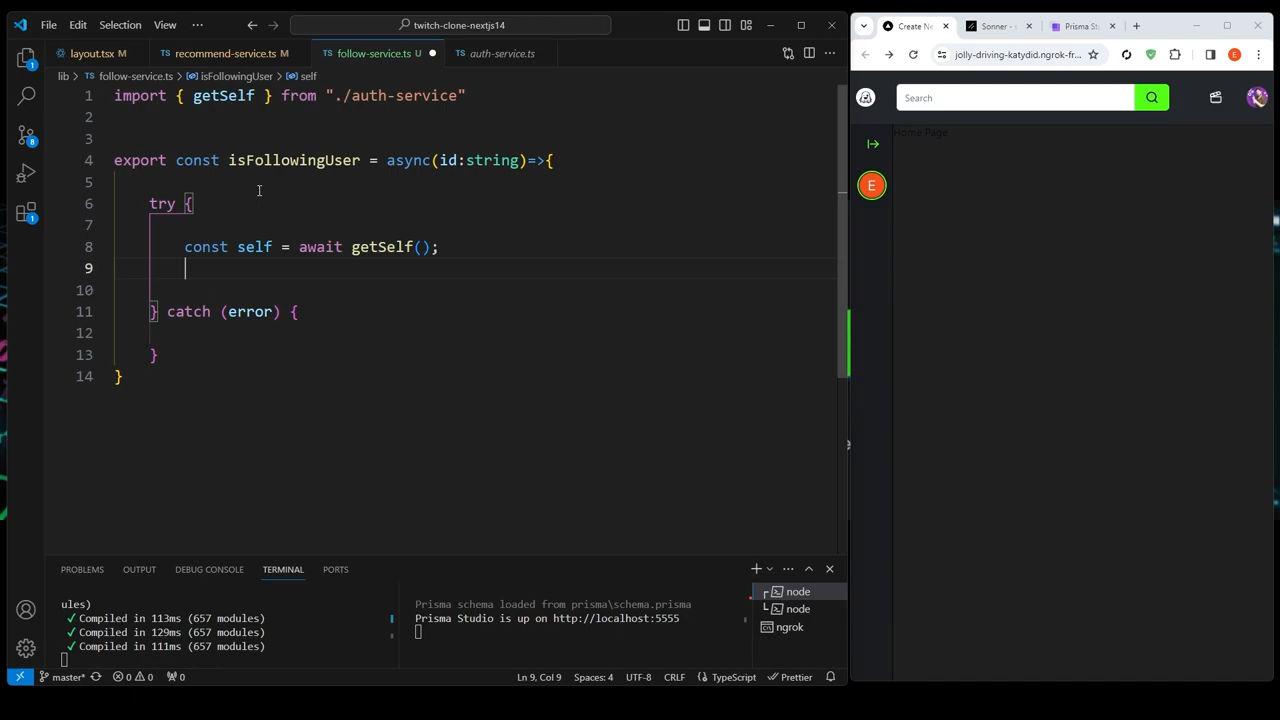 File Edit Selection View ··· twitch-clone-nextjs14
layout.tsx M recommend-service.ts M follow-service.ts U auth-service.ts
lib > follow-service.ts > isFollowingUser > self
1 import { getSelf } from "./auth-service"
2
3
4 export const isFollowingUser = async(id:string)=>{
5
6 try {
7
8 const self = await getSelf();
9
10
11 } catch (error) {
12
13 }
14 }
PROBLEMS OUTPUT DEBUG CONSOLE TERMINAL PORTS
ules)
✓ Compiled in 113ms (657 modules)
✓ Compiled in 129ms (657 modules)
✓ Compiled in 111ms (657 modules)
Prisma schema loaded from prisma\schema.prisma
Prisma Studio is up on http://localhost:5555
node
node
ngrok
master* 0 0 0 Ln 9, Col 9 Spaces: 4 UTF-8 CRLF TypeScript Prettier
Create Ne Sonner - s Prisma Stu
jolly-driving-katydid.ngrok-fr... E
Search
Home Page
E